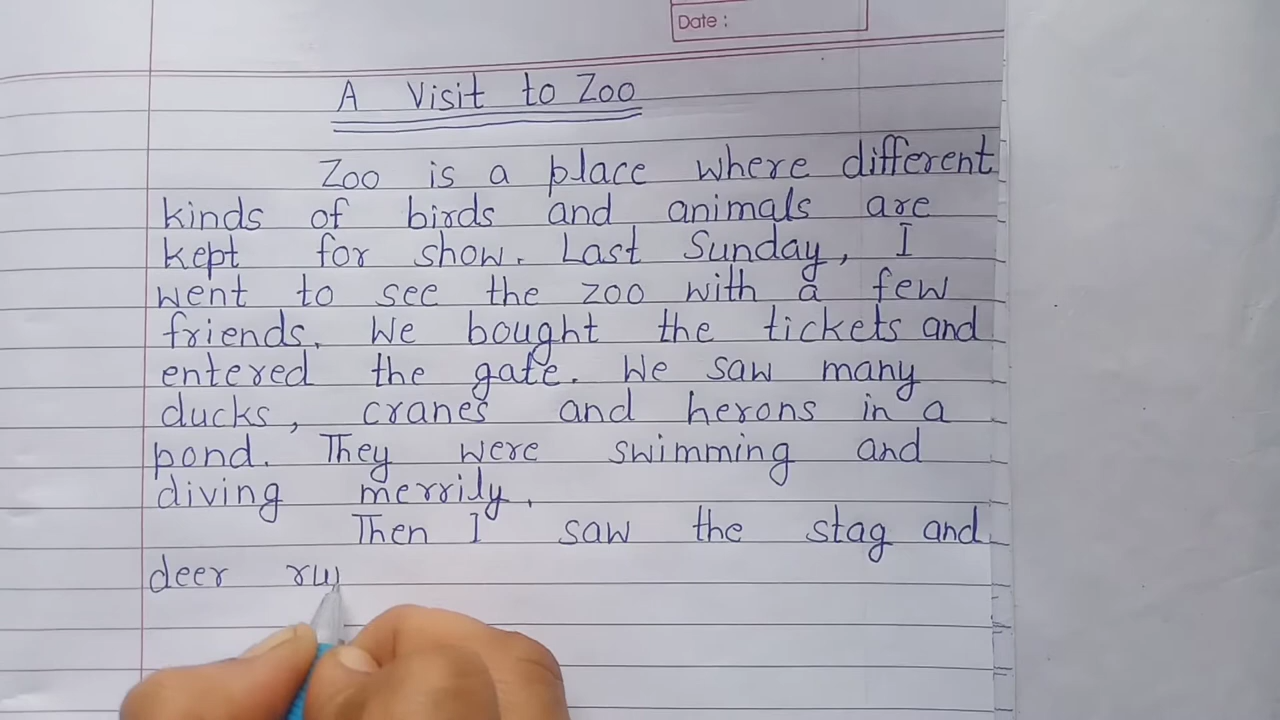 Date :
A Visit to Zoo
Zoo is a place where different
kinds of birds and animals are
kept for show. Last Sunday, I
went to see the zoo with a few
friends. We bought the tickets and
entered the gate. We saw many
ducks, cranes and herons in a
pond. They were swimming and
diving merrily.
Then I saw the stag and
deer ru